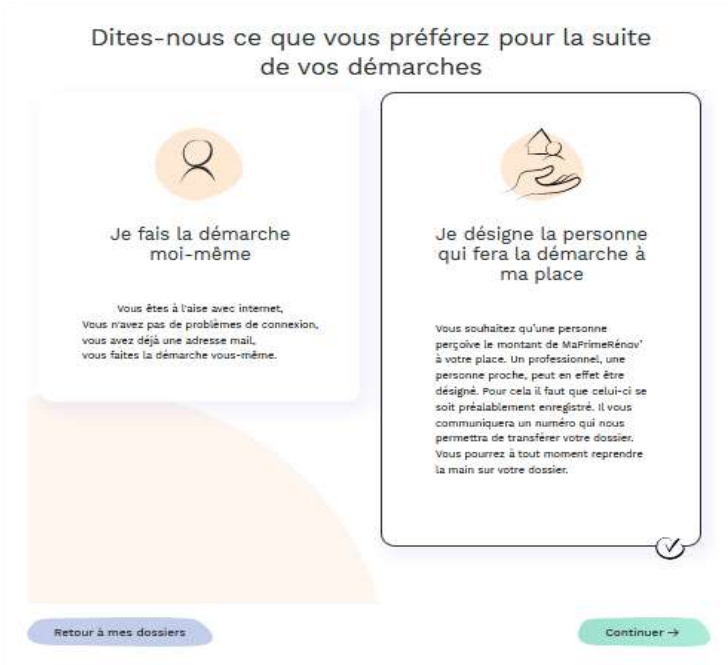 Dites-nous ce que vous préférez pour la suite
de vos démarches
Je fais la démarche
moi-même
Vous êtes à l'aise avec internet,
Vous n'avez pas de problèmes de connexion,
vous avez déjà une adresse mail,
vous faites la démarche vous-même.
Je désigne la personne
qui fera la démarche à
ma place
Vous souhaitez qu'une personne
perçoive le montant de MaPrimeRénov'
à votre place. Un professionnel, une
personne proche, peut en effet être
désigné. Pour cela il faut que celui-ci se
soit préalablement enregistré. Il vous
communiquera un numéro qui nous
permettra de transférer votre dossier.
Vous pourrez à tout moment reprendre
la main sur votre dossier.
Retour à mes dossiers
Continuer →